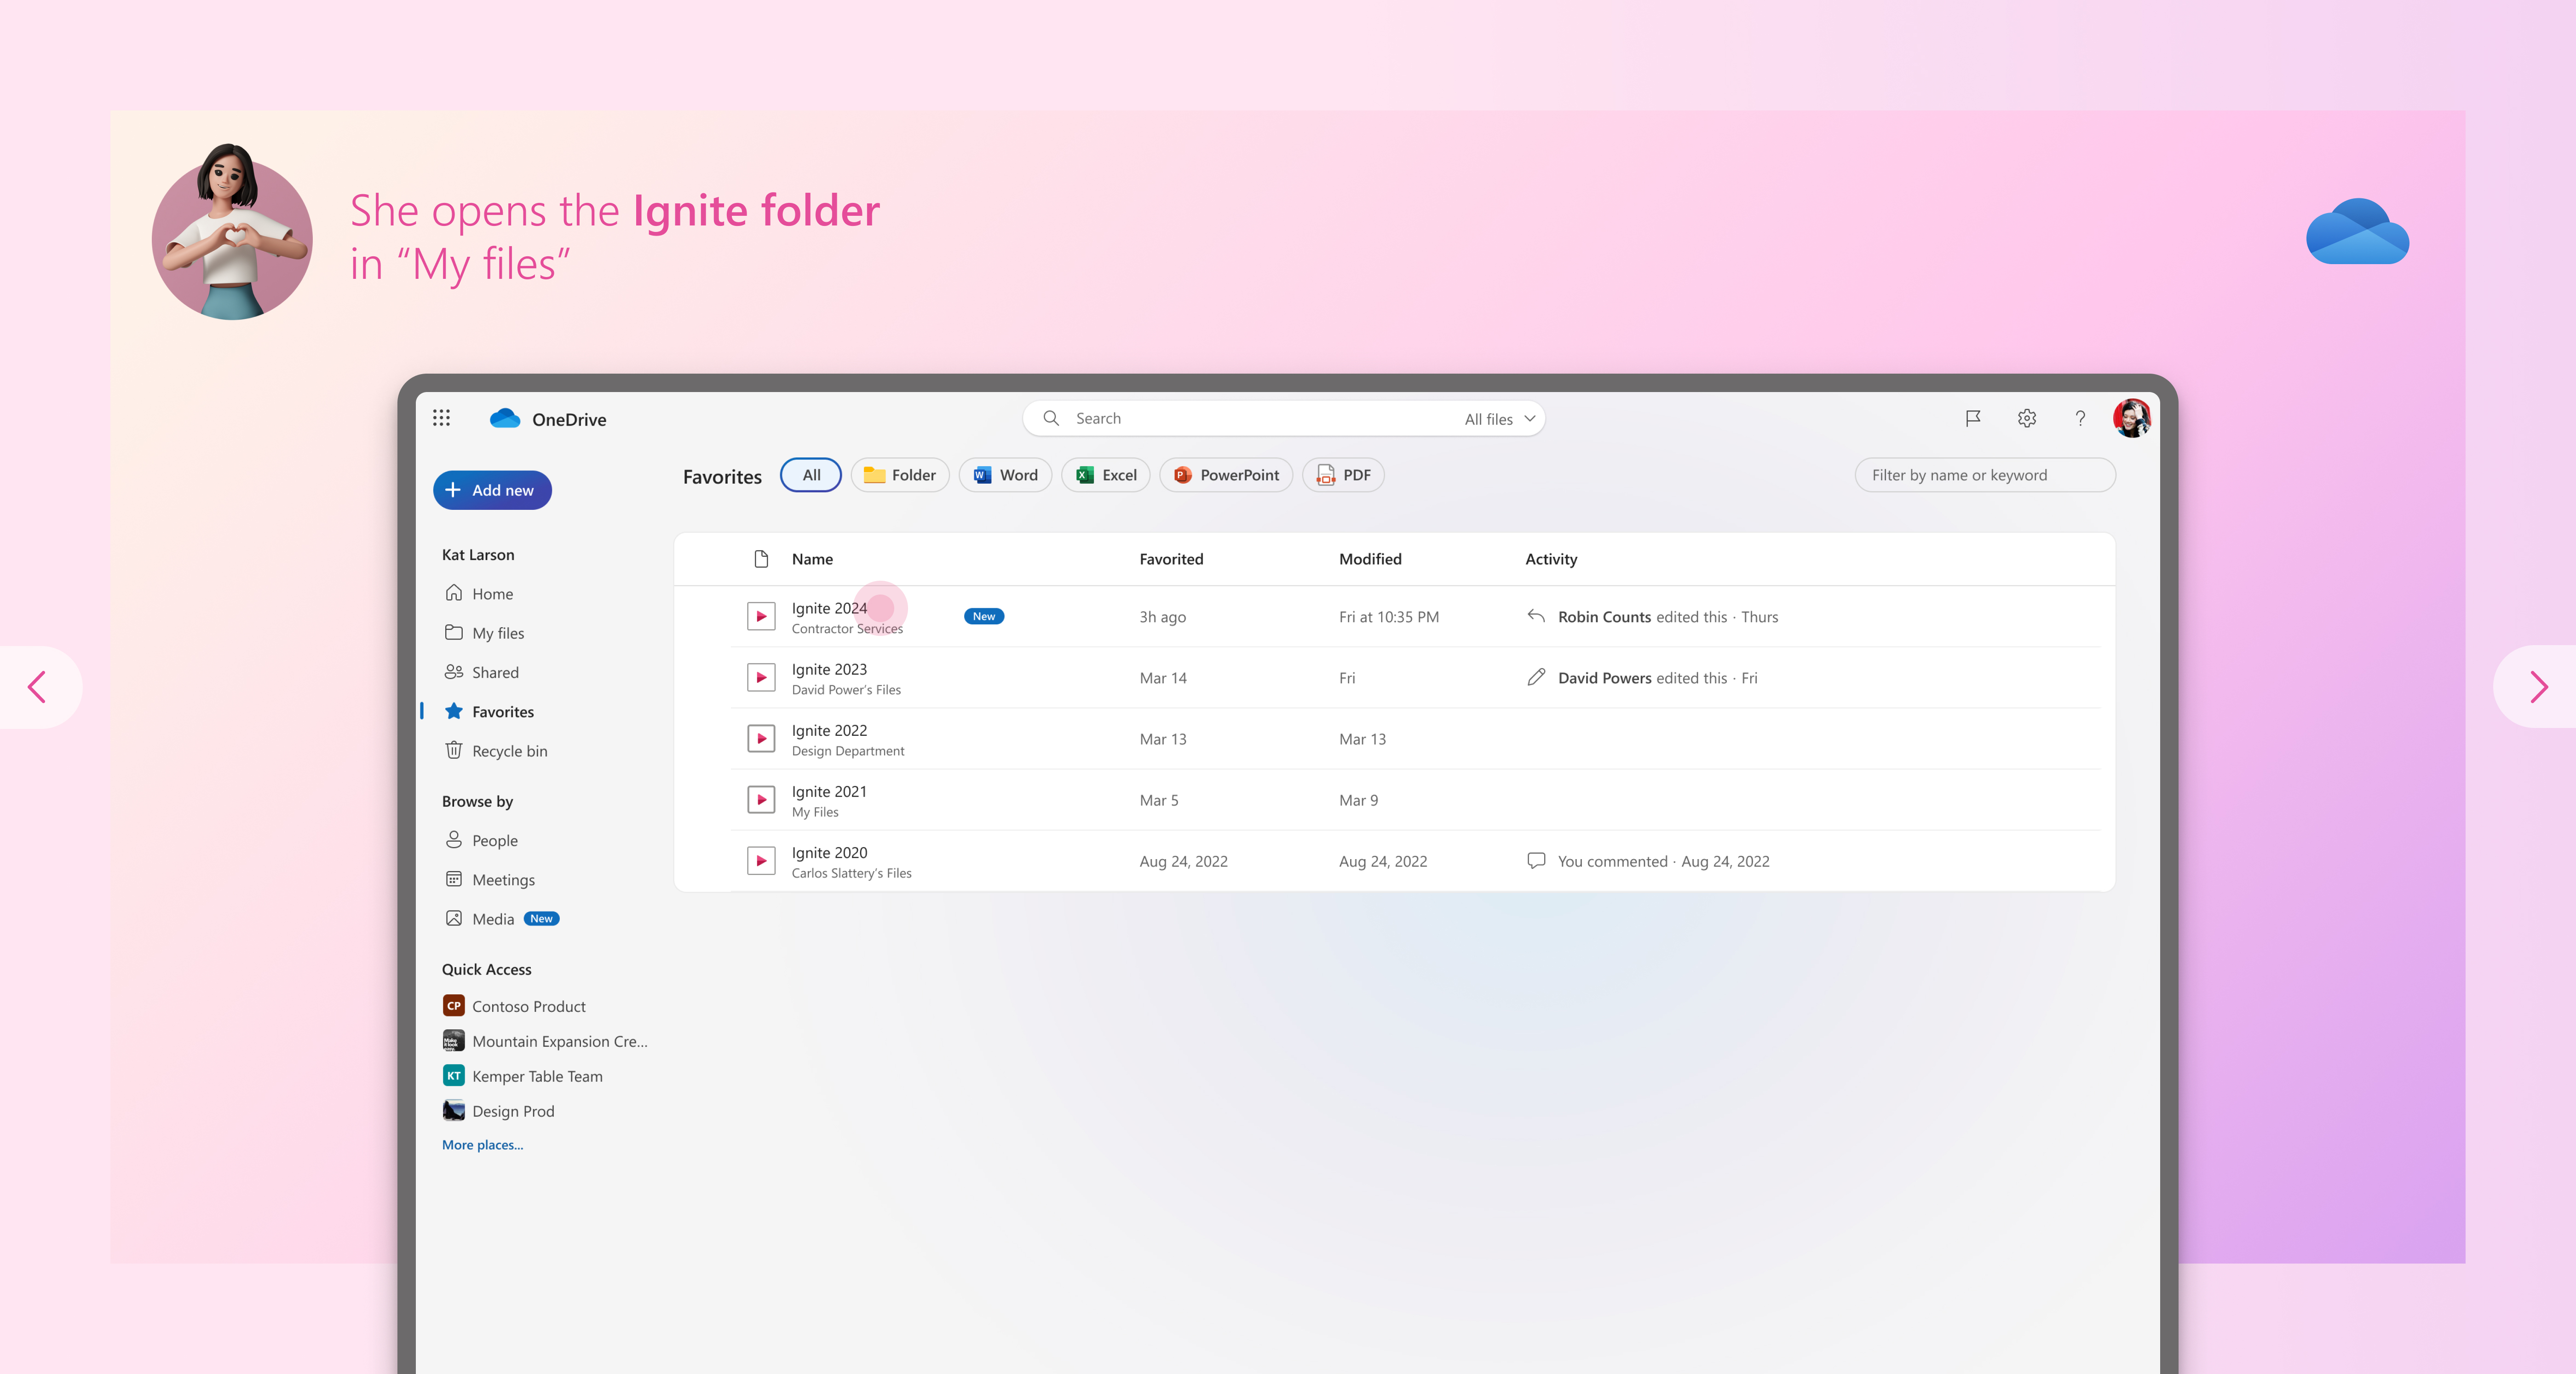 She opens the Ignite folder
in “My files”
OneDrive
Search
All files
?
Add new
Favorites
All
Folder
Word
Excel
PowerPoint
PDF
Filter by name or keyword
Kat Larson
Home
My files
Shared
Favorites
Recycle bin
Browse by
People
Meetings
Media New
Quick Access
CP Contoso Product
Make it look easy. Mountain Expansion Cre...
KT Kemper Table Team
Design Prod
More places...
Name Favorited Modified Activity
Ignite 2024
Contractor Services
New 3h ago Fri at 10:35 PM Robin Counts edited this · Thurs
Ignite 2023
David Power’s Files
Mar 14 Fri David Powers edited this · Fri
Ignite 2022
Design Department
Mar 13 Mar 13
Ignite 2021
My Files
Mar 5 Mar 9
Ignite 2020
Carlos Slattery’s Files
Aug 24, 2022 Aug 24, 2022 You commented · Aug 24, 2022